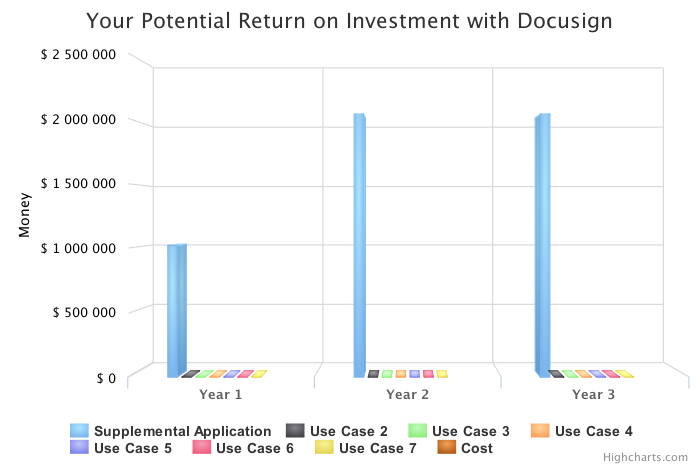 Your Potential Return on Investment with Docusign
$ 2 500 000
$ 2 000 000
$ 1 500 000
$ 1 000 000
$ 500 000
$ 0
Money
Year 1
Year 2
Year 3
Supplemental Application
Use Case 2
Use Case 3
Use Case 4
Use Case 5
Use Case 6
Use Case 7
Cost
Highcharts.com